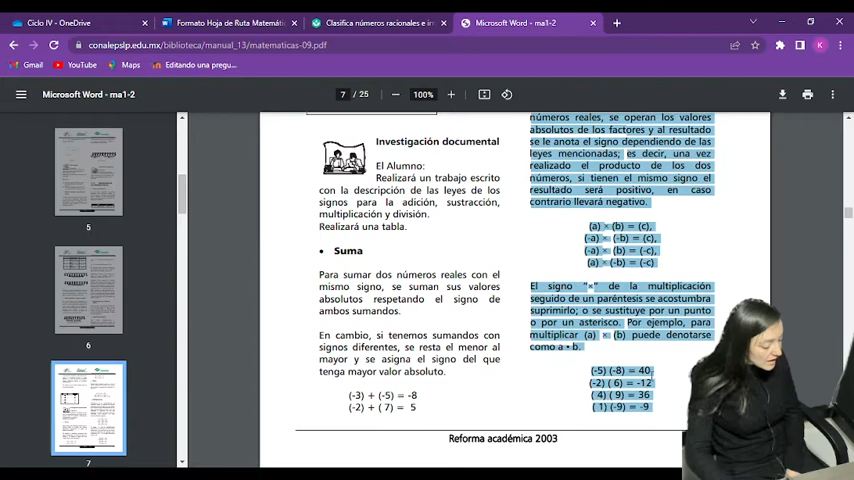 Ciclo IV - OneDrive
Formato Hoja de Ruta Matemátic
Clasifica números racionales e irr
Microsoft Word - ma1-2
conalepslp.edu.mx/biblioteca/manual_13/matematicas-09.pdf
K
Gmail
YouTube
Maps
Editando una pregu...
Microsoft Word - ma1-2
7 / 25
100%
5
6
7
Investigación documental
El Alumno:
Realizará un trabajo escrito
con la descripción de las leyes de los
signos para la adición, sustracción,
multiplicación y división.
Realizará una tabla.
• Suma
Para sumar dos números reales con el
mismo signo, se suman sus valores
absolutos respetando el signo de
ambos sumandos.
En cambio, si tenemos sumandos con
signos diferentes, se resta el menor al
mayor y se asigna el signo del que
tenga mayor valor absoluto.
(-3) + (-5) = -8
(-2) + ( 7) = 5
números reales, se operan los valores
absolutos de los factores y al resultado
se le anota el signo dependiendo de las
leyes mencionadas; es decir, una vez
realizado el producto de los dos
números, si tienen el mismo signo el
resultado será positivo, en caso
contrario llevará negativo.
(a) × (b) = (c),
(-a) × (-b) = (c),
(-a) × (b) = (-c),
(a) × (-b) = (-c)
El signo "×" de la multiplicación
seguido de un paréntesis se acostumbra
suprimirlo; o se sustituye por un punto
o por un asterisco. Por ejemplo, para
multiplicar (a) × (b) puede denotarse
como a • b.
(-5) (-8) = 40,
(-2) ( 6) = -12
( 4) ( 9) = 36
( 1) (-9) = -9
Reforma académica 2003